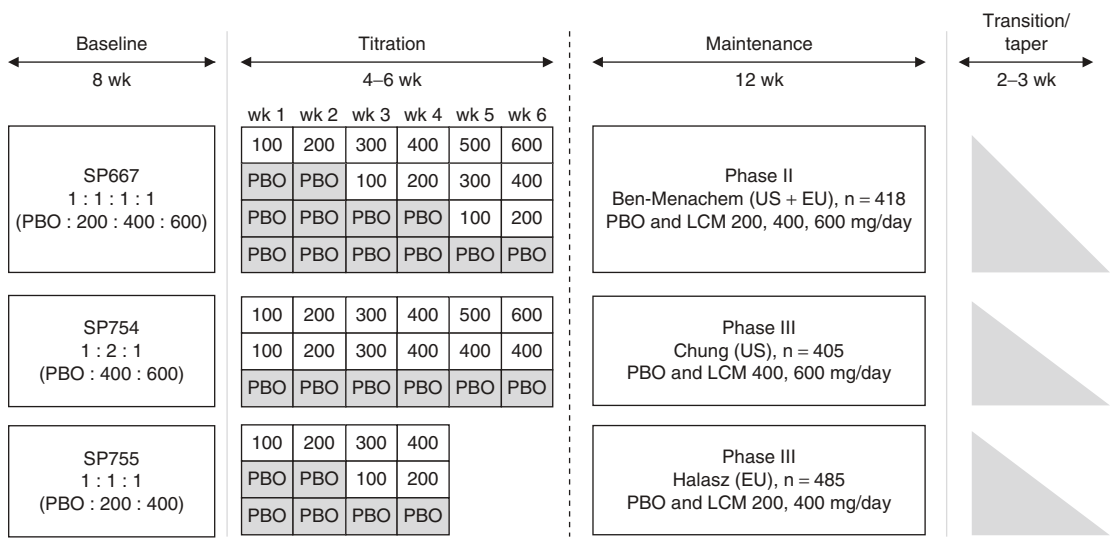 Baseline
8 wk
Titration
4–6 wk
Maintenance
12 wk
Transition/
taper
2–3 wk
wk 1 wk 2 wk 3 wk 4 wk 5 wk 6
SP667
1 : 1 : 1 : 1
(PBO : 200 : 400 : 600)
100 200 300 400 500 600
PBO PBO 100 200 300 400
PBO PBO PBO PBO 100 200
PBO PBO PBO PBO PBO PBO
Phase II
Ben-Menachem (US + EU), n = 418
PBO and LCM 200, 400, 600 mg/day
SP754
1 : 2 : 1
(PBO : 400 : 600)
100 200 300 400 500 600
100 200 300 400 400 400
PBO PBO PBO PBO PBO PBO
Phase III
Chung (US), n = 405
PBO and LCM 400, 600 mg/day
SP755
1 : 1 : 1
(PBO : 200 : 400)
100 200 300 400
PBO PBO 100 200
PBO PBO PBO PBO
Phase III
Halasz (EU), n = 485
PBO and LCM 200, 400 mg/day